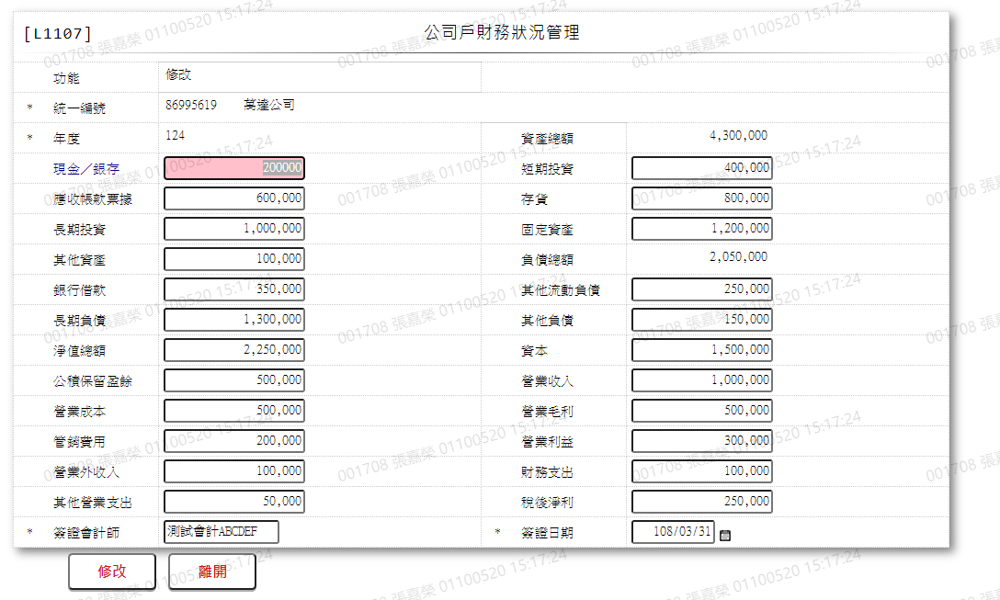 [L1107] 公司戶財務狀況管理
功能 修改
* 統一編號 86995619 萬達公司
* 年度 124 資產總額 4,300,000
現金／銀存 200000 短期投資 400,000
應收帳款票據 600,000 存貨 800,000
長期投資 1,000,000 固定資產 1,200,000
其他資產 100,000 負債總額 2,050,000
銀行借款 350,000 其他流動負債 250,000
長期負債 1,300,000 其他負債 150,000
淨值總額 2,250,000 資本 1,500,000
公積保留盈餘 500,000 營業收入 1,000,000
營業成本 500,000 營業毛利 500,000
管銷費用 200,000 營業利益 300,000
營業外收入 100,000 財務支出 100,000
其他營業支出 50,000 稅後淨利 250,000
* 簽證會計師 測試會計ABCDEF * 簽證日期 108/03/31
修改 離開
001708 張嘉榮 01100520 15:17:24